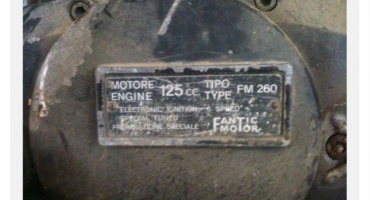 MOTORE 125 CC TIPO FM 260
ENGINE TYPE
ELECTRONIC IGNITION - 6 SPEED
SPECIAL TUNED
PREPARAZIONE SPECIALE
FANTIC
MOTOR